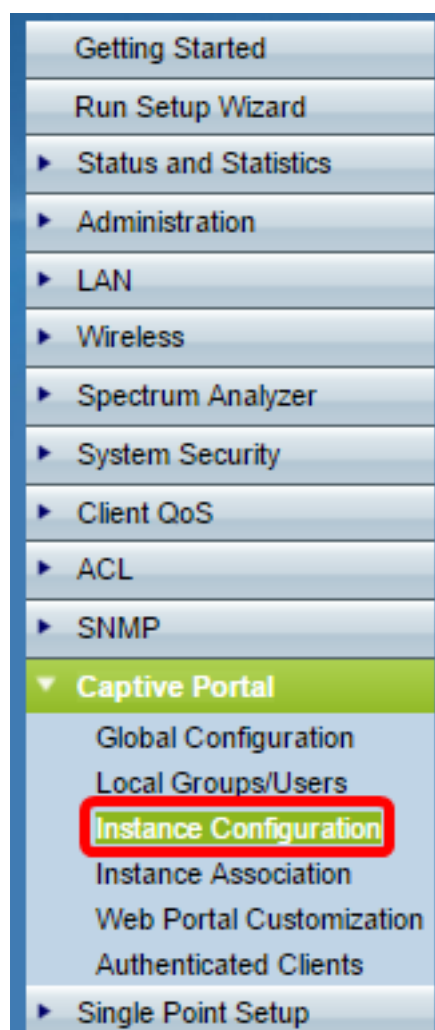 Getting Started
Run Setup Wizard
Status and Statistics
Administration
LAN
Wireless
Spectrum Analyzer
System Security
Client QoS
ACL
SNMP
Captive Portal
Global Configuration
Local Groups/Users
Instance Configuration
Instance Association
Web Portal Customization
Authenticated Clients
Single Point Setup